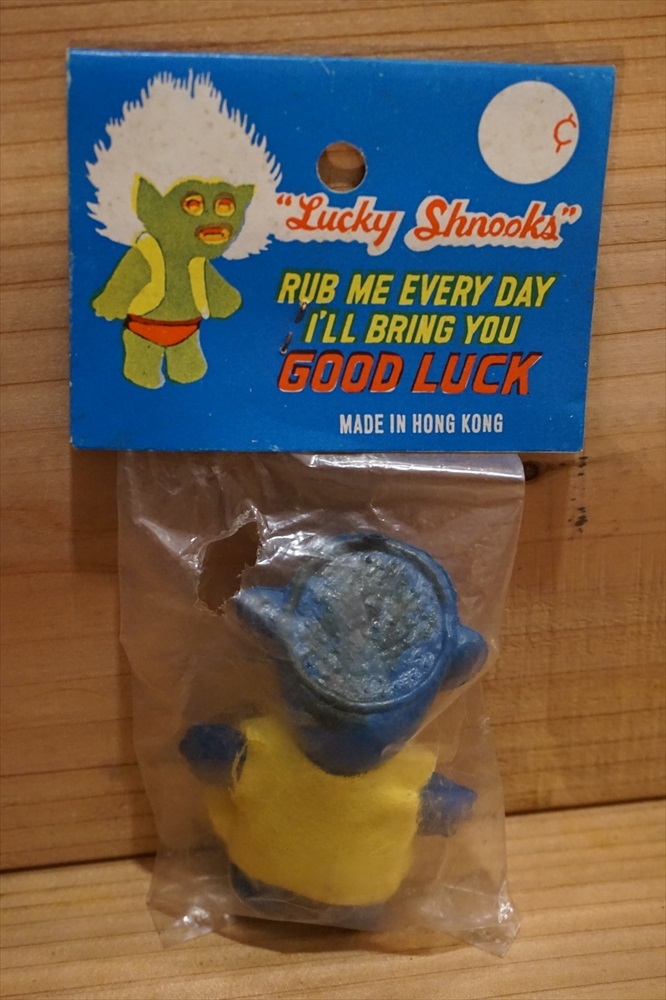 ¢
"Lucky Shnooks"
RUB ME EVERY DAY
I'LL BRING YOU
GOOD LUCK
MADE IN HONG KONG